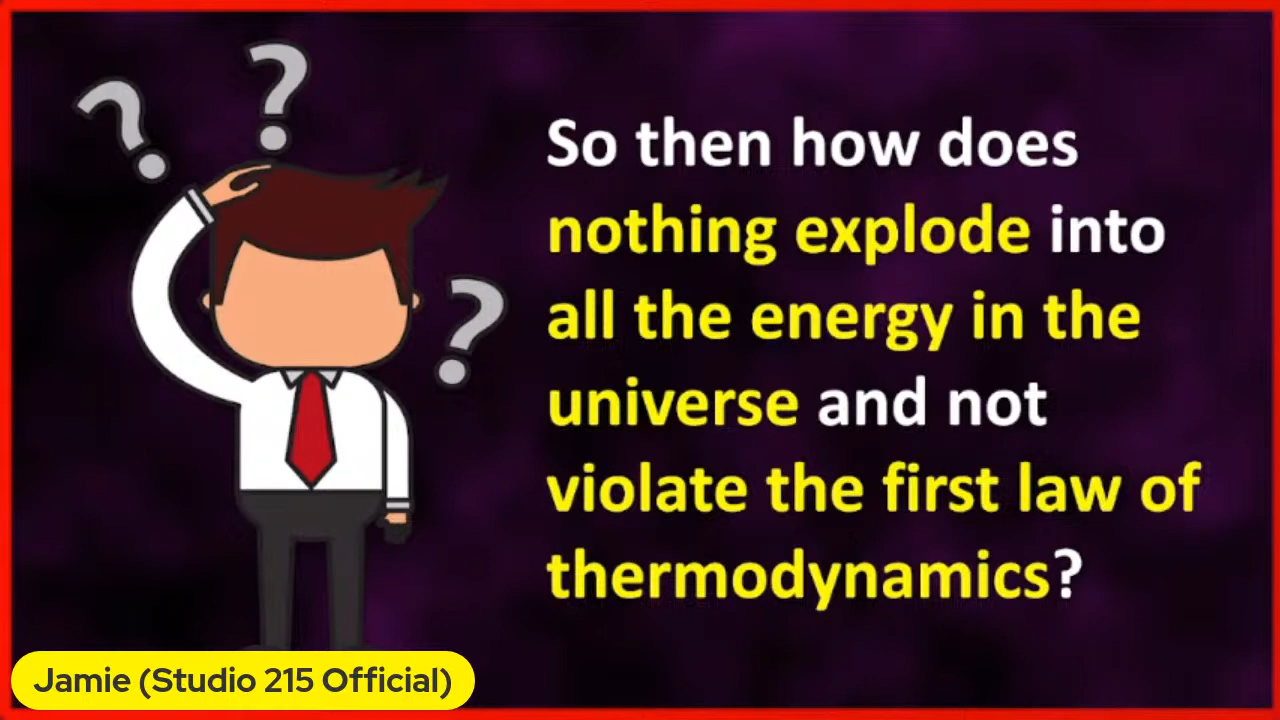 So then how does
nothing explode into
all the energy in the
universe and not
violate the first law of
thermodynamics?
Jamie (Studio 215 Official)